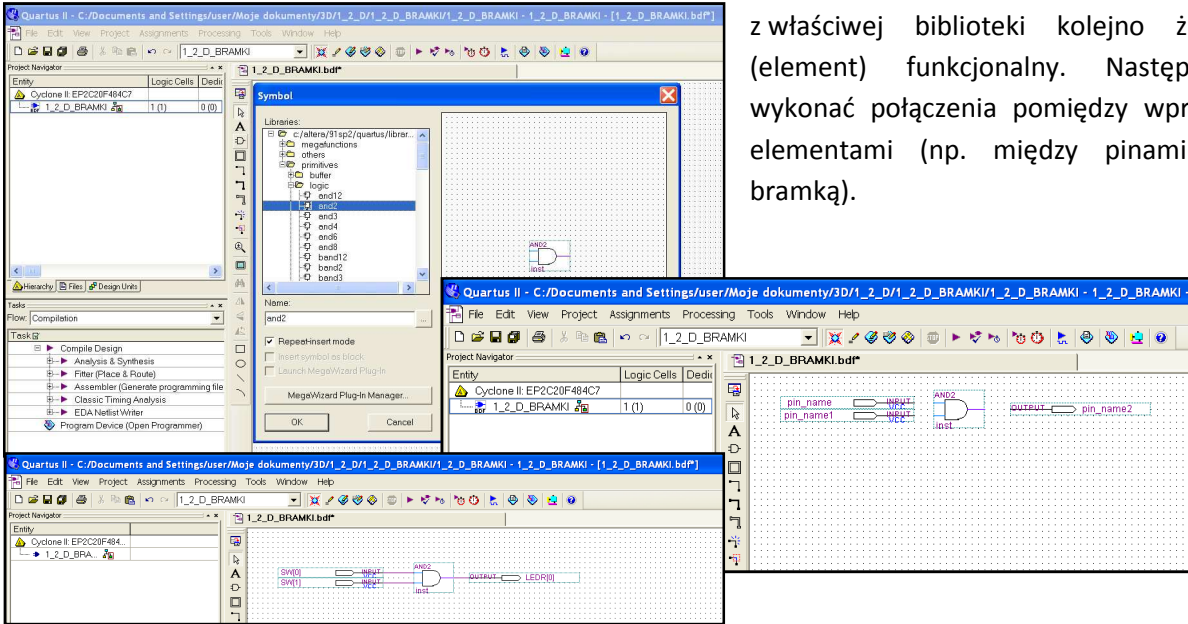 Quartus II - C:/Documents and Settings/user/Moje dokumenty/3D/1_2_D/1_2_D_BRAMKI/1_2_D_BRAMKI - 1_2_D_BRAMKI - [1_2_D_BRAMKI.bdf*]
File Edit View Project Assignments Processing Tools Window Help
1_2_D_BRAMKI
Project Navigator
1_2_D_BRAMKI.bdf*
Entity Logic Cells Dedic
Cyclone II: EP2C20F484C7
1_2_D_BRAMKI 1 (1) 0 (0)
Hierarchy Files Design Units
Tasks
Flow: Compilation
Task
Compile Design
Analysis & Synthesis
Fitter (Place & Route)
Assembler (Generate programming file
Classic Timing Analysis
EDA Netlist Writer
Program Device (Open Programmer)
Symbol
Libraries:
c:/altera/91sp2/quartus/librar...
megafunctions
others
primitives
buffer
logic
and12
and2
and3
and4
and6
and8
band12
band2
band3
Name:
and2
...
Repeat-insert mode
Insert symbol as block
Launch MegaWizard Plug-In
MegaWizard Plug-In Manager...
OK Cancel
AND2
inst
z właściwej biblioteki kolejno ż
(element) funkcjonalny. Następ
wykonać połączenia pomiędzy wpr
elementami (np. między pinami
bramką).
Quartus II - C:/Documents and Settings/user/Moje dokumenty/3D/1_2_D/1_2_D_BRAMKI/1_2_D_BRAMKI - 1_2_D_BRAMKI -
File Edit View Project Assignments Processing Tools Window Help
1_2_D_BRAMKI
Project Navigator
1_2_D_BRAMKI.bdf*
Entity Logic Cells Dedic
Cyclone II: EP2C20F484C7
1_2_D_BRAMKI 1 (1) 0 (0)
AND2
pin_name INPUT VCC
pin_name1 INPUT VCC
OUTPUT pin_name2
inst
Quartus II - C:/Documents and Settings/user/Moje dokumenty/3D/1_2_D/1_2_D_BRAMKI/1_2_D_BRAMKI - 1_2_D_BRAMKI - [1_2_D_BRAMKI.bdf*]
File Edit View Project Assignments Processing Tools Window Help
1_2_D_BRAMKI
Project Navigator
1_2_D_BRAMKI.bdf*
Entity
Cyclone II: EP2C20F484...
1_2_D_BRA...
AND2
SW[0] INPUT VCC
SW[1] INPUT VCC
OUTPUT LEDR[0]
inst